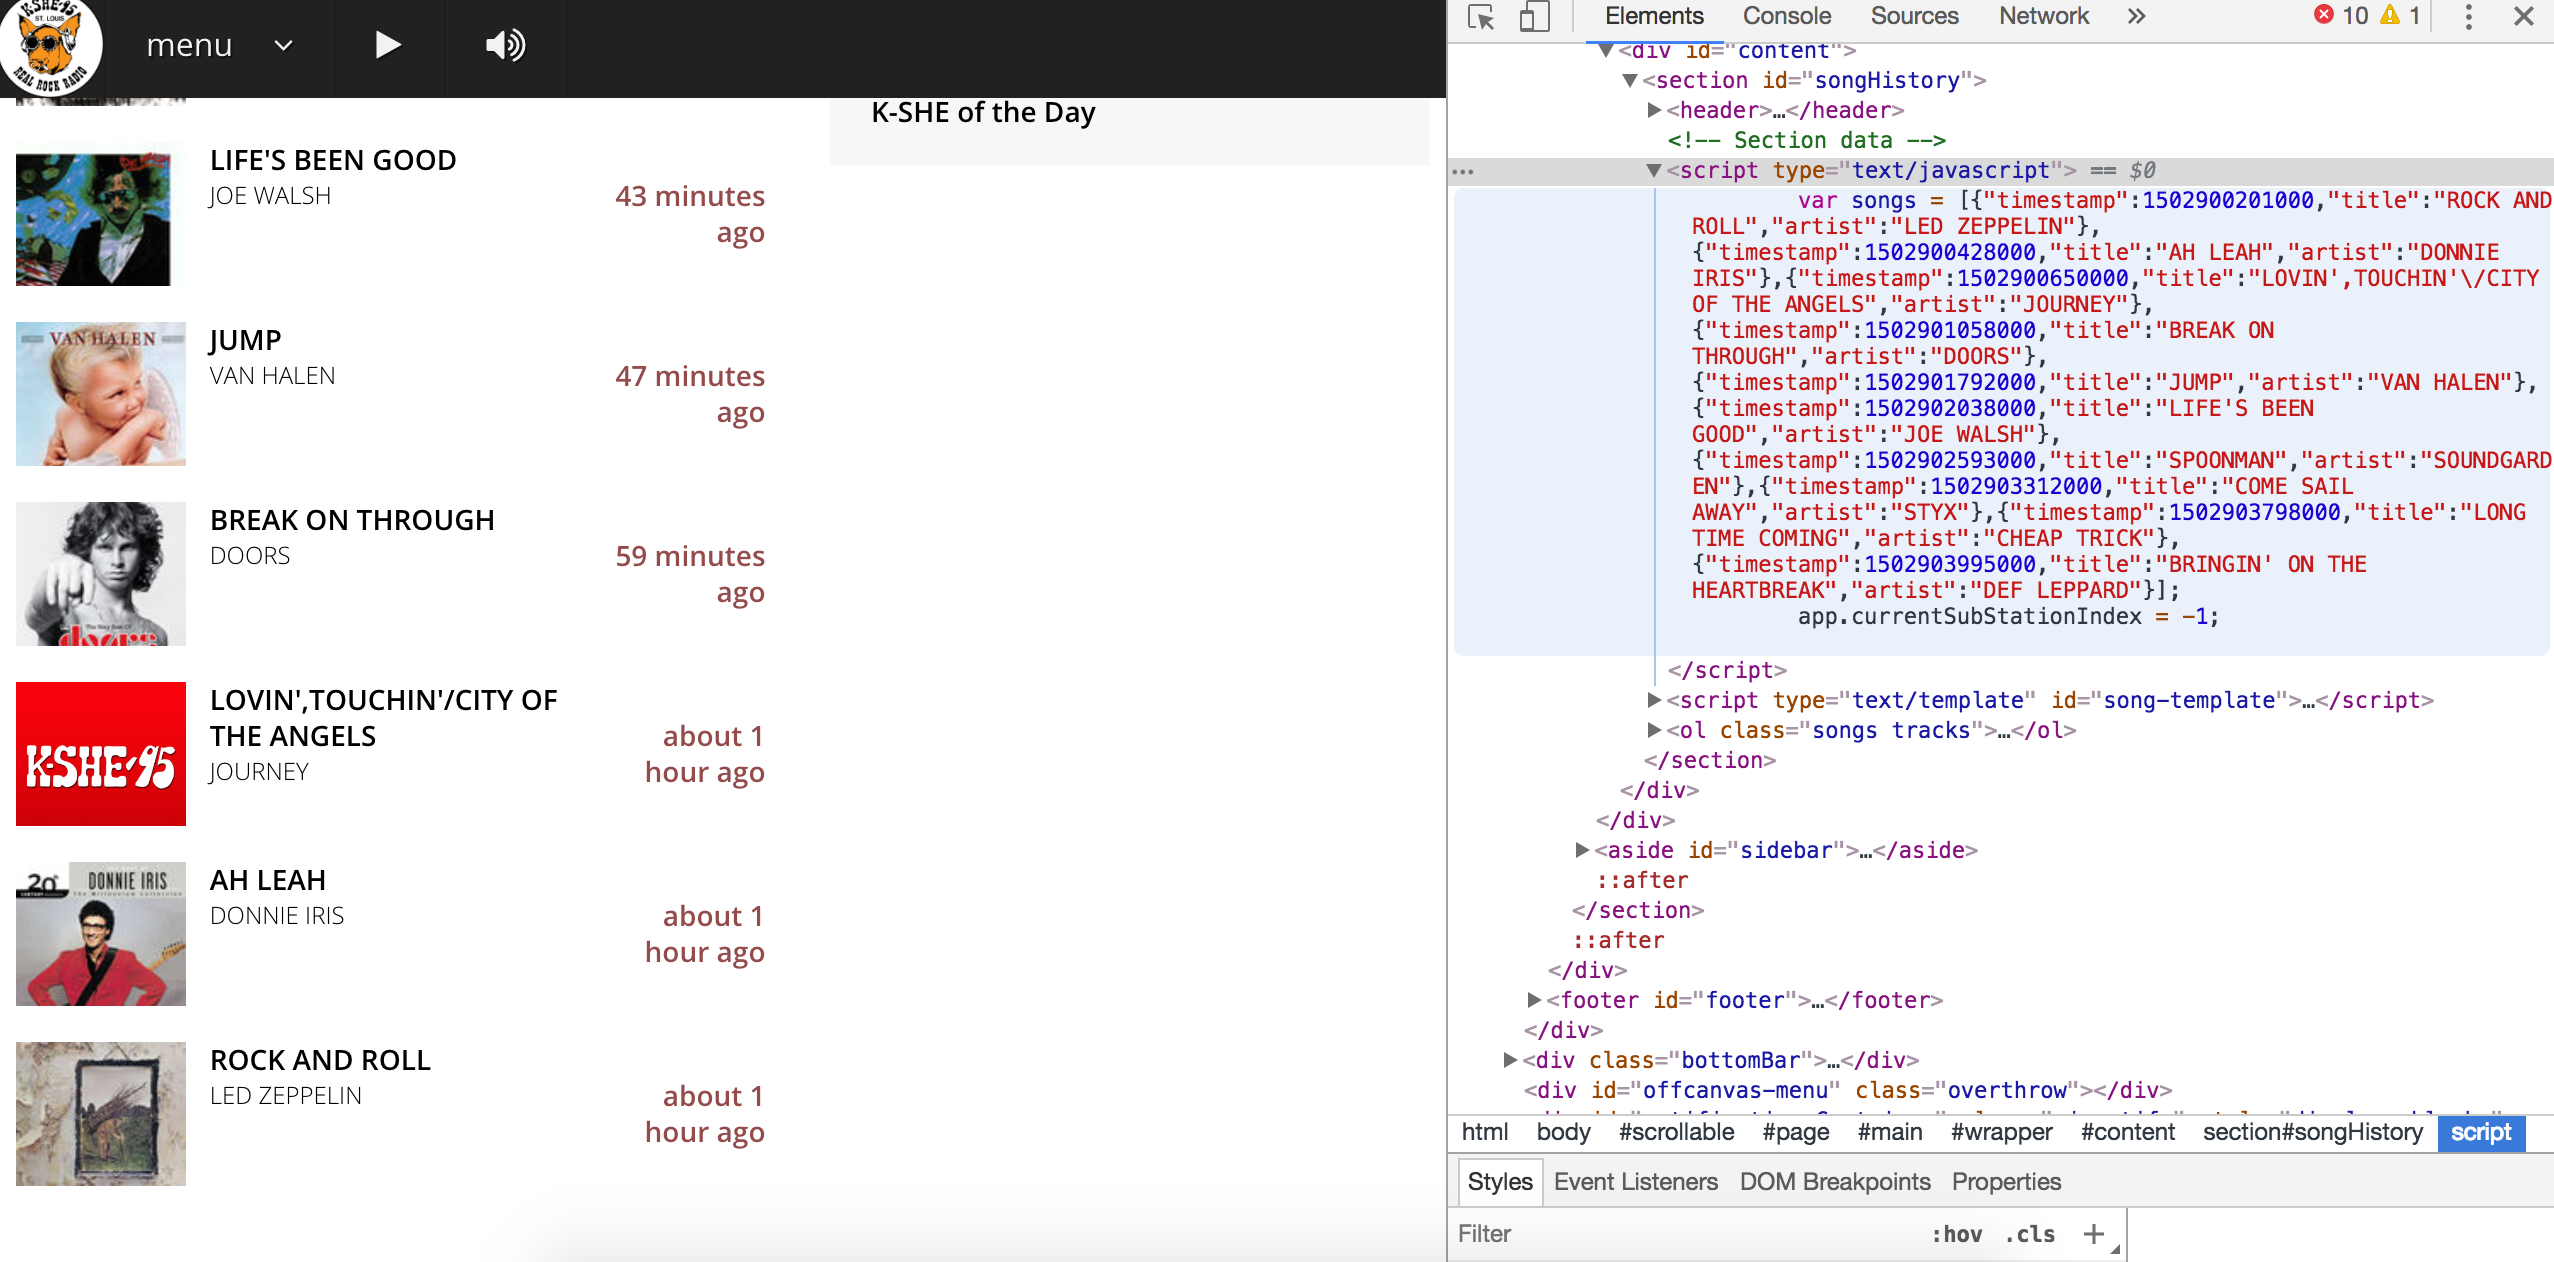 K-SHE-95
ST. LOUIS
REAL ROCK RADIO
menu
K-SHE of the Day
LIFE'S BEEN GOOD
JOE WALSH
43 minutes
ago
VAN HALEN
JUMP
VAN HALEN
47 minutes
ago
BREAK ON THROUGH
DOORS
59 minutes
ago
doors
LOVIN',TOUCHIN'/CITY OF
THE ANGELS
JOURNEY
about 1
hour ago
K-SHE-95
20
DONNIE IRIS
AH LEAH
DONNIE IRIS
about 1
hour ago
ROCK AND ROLL
LED ZEPPELIN
about 1
hour ago
Elements Console Sources Network » 10 1
<div id="content">
<section id="songHistory">
<header>…</header>
<!-- Section data -->
… <script type="text/javascript"> == $0
var songs = [{"timestamp":1502900201000,"title":"ROCK AND
ROLL","artist":"LED ZEPPELIN"},
{"timestamp":1502900428000,"title":"AH LEAH","artist":"DONNIE
IRIS"},{"timestamp":1502900650000,"title":"LOVIN',TOUCHIN'\/CITY
OF THE ANGELS","artist":"JOURNEY"},
{"timestamp":1502901058000,"title":"BREAK ON
THROUGH","artist":"DOORS"},
{"timestamp":1502901792000,"title":"JUMP","artist":"VAN HALEN"},
{"timestamp":1502902038000,"title":"LIFE'S BEEN
GOOD","artist":"JOE WALSH"},
{"timestamp":1502902593000,"title":"SPOONMAN","artist":"SOUNDGARD
EN"},{"timestamp":1502903312000,"title":"COME SAIL
AWAY","artist":"STYX"},{"timestamp":1502903798000,"title":"LONG
TIME COMING","artist":"CHEAP TRICK"},
{"timestamp":1502903995000,"title":"BRINGIN' ON THE
HEARTBREAK","artist":"DEF LEPPARD"}];
app.currentSubStationIndex = -1;
</script>
<script type="text/template" id="song-template">…</script>
<ol class="songs tracks">…</ol>
</section>
</div>
</div>
<aside id="sidebar">…</aside>
::after
</section>
::after
</div>
<footer id="footer">…</footer>
</div>
<div class="bottomBar">…</div>
<div id="offcanvas-menu" class="overthrow"></div>
html body #scrollable #page #main #wrapper #content section#songHistory script
Styles Event Listeners DOM Breakpoints Properties
Filter :hov .cls +